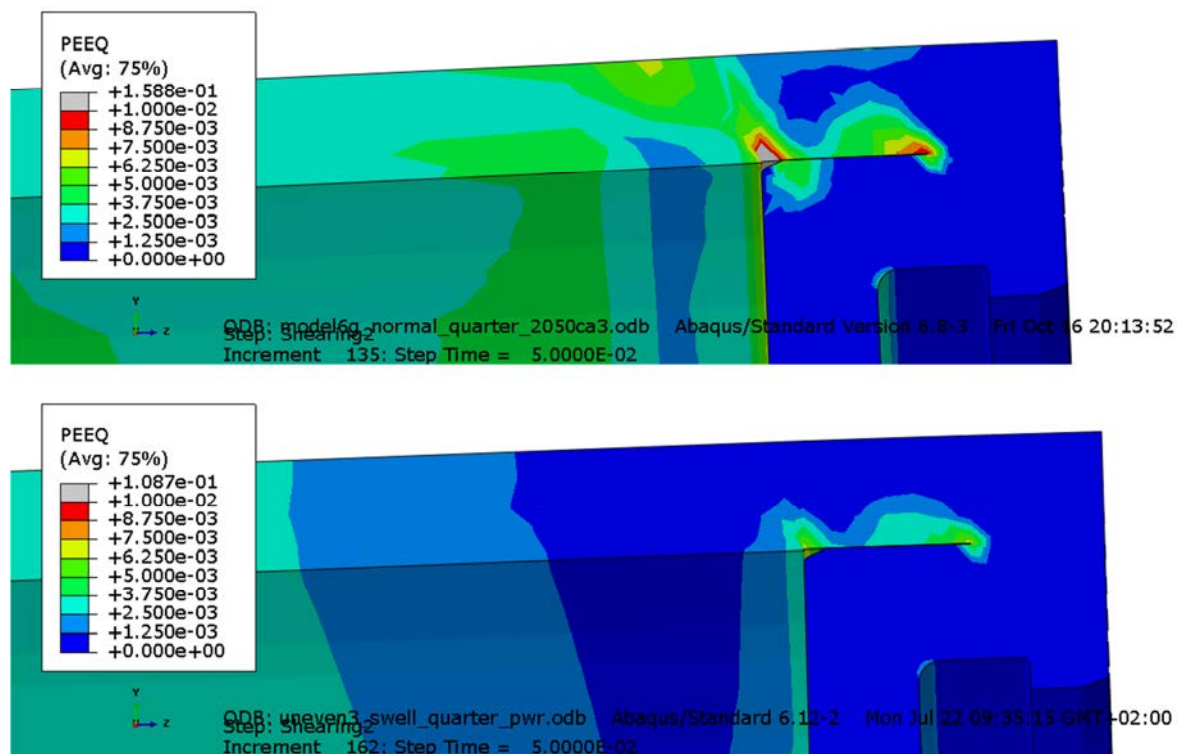 PEEQ
(Avg: 75%)
+1.588e-01
+1.000e-02
+8.750e-03
+7.500e-03
+6.250e-03
+5.000e-03
+3.750e-03
+2.500e-03
+1.250e-03
+0.000e+00
Y
Z
ODB: model6g_normal_quarter_2050ca3.odb Abaqus/Standard Version 6.8-3 Fri Oct 16 20:13:52
Step: Shearing2
Increment 135: Step Time = 5.0000E-02
PEEQ
(Avg: 75%)
+1.087e-01
+1.000e-02
+8.750e-03
+7.500e-03
+6.250e-03
+5.000e-03
+3.750e-03
+2.500e-03
+1.250e-03
+0.000e+00
Y
Z
ODB: uneven3_swell_quarter_pwr.odb Abaqus/Standard 6.12-2 Mon Jul 22 09:35:15 GMT+02:00
Step: Shearing2
Increment 162: Step Time = 5.0000E-02